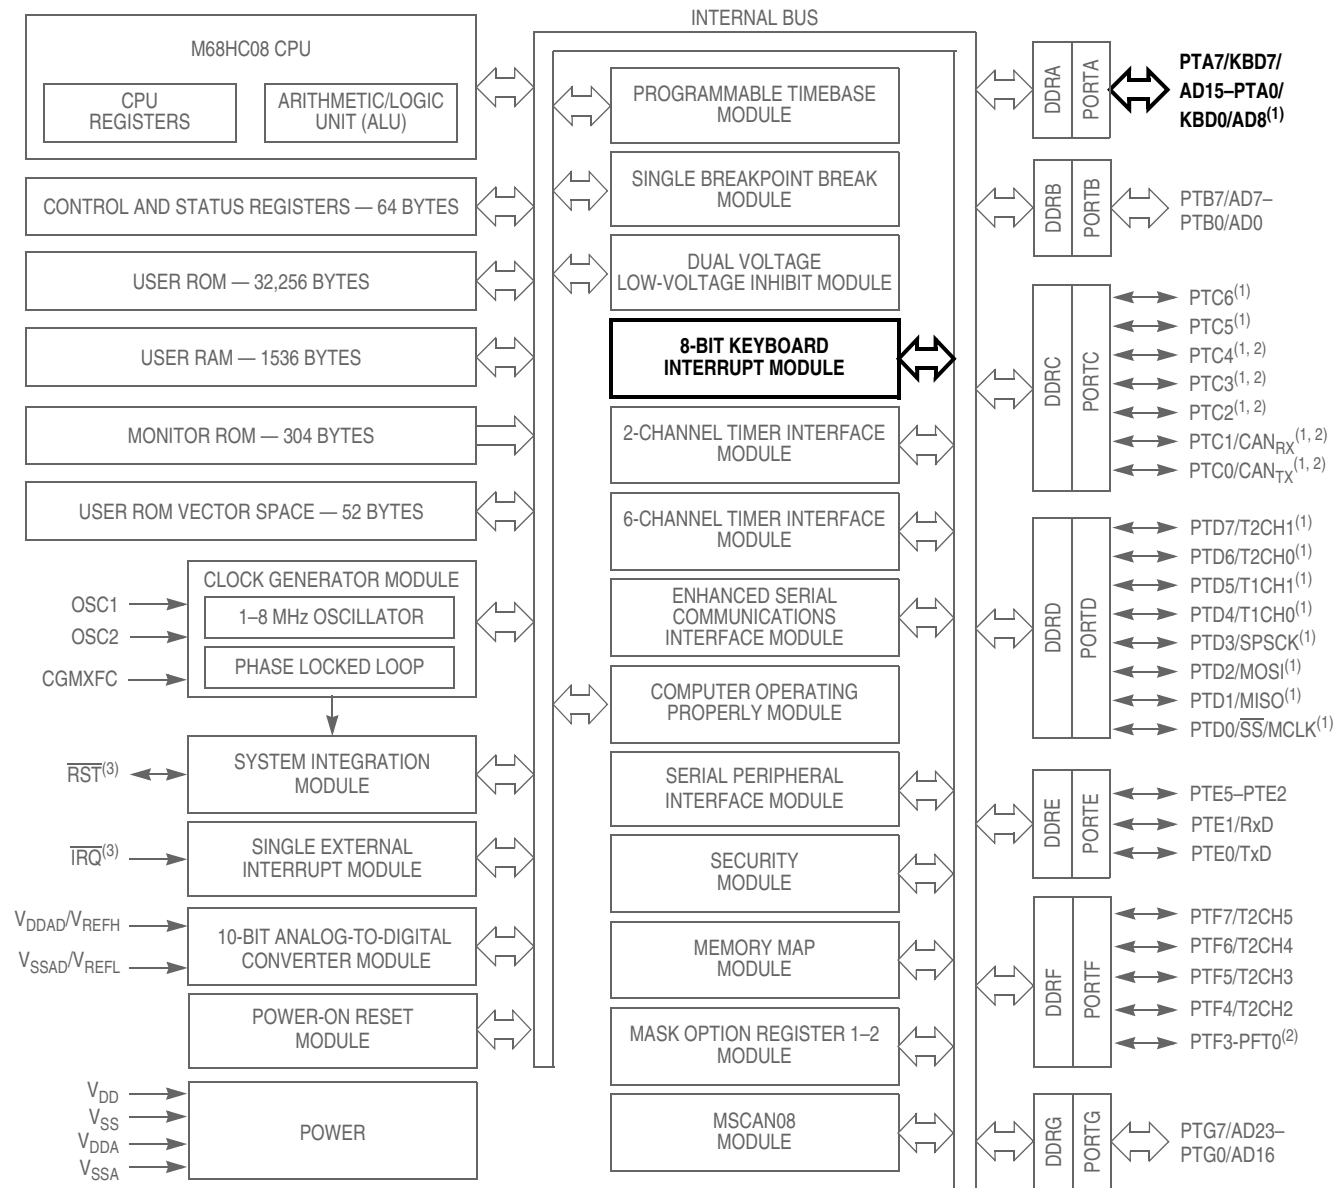 INTERNAL BUS
M68HC08 CPU
CPU
REGISTERS
ARITHMETIC/LOGIC
UNIT (ALU)
CONTROL AND STATUS REGISTERS — 64 BYTES
USER ROM — 32,256 BYTES
USER RAM — 1536 BYTES
MONITOR ROM — 304 BYTES
USER ROM VECTOR SPACE — 52 BYTES
CLOCK GENERATOR MODULE
1–8 MHz OSCILLATOR
PHASE LOCKED LOOP
OSC1
OSC2
CGMXFC
SYSTEM INTEGRATION
MODULE
RST(3)
SINGLE EXTERNAL
INTERRUPT MODULE
IRQ(3)
10-BIT ANALOG-TO-DIGITAL
CONVERTER MODULE
VDDAD/VREFH
VSSAD/VREFL
POWER-ON RESET
MODULE
POWER
VDD
VSS
VDDA
VSSA
PROGRAMMABLE TIMEBASE
MODULE
SINGLE BREAKPOINT BREAK
MODULE
DUAL VOLTAGE
LOW-VOLTAGE INHIBIT MODULE
8-BIT KEYBOARD
INTERRUPT MODULE
2-CHANNEL TIMER INTERFACE
MODULE
6-CHANNEL TIMER INTERFACE
MODULE
ENHANCED SERIAL
COMMUNICATIONS
INTERFACE MODULE
COMPUTER OPERATING
PROPERLY MODULE
SERIAL PERIPHERAL
INTERFACE MODULE
SECURITY
MODULE
MEMORY MAP
MODULE
MASK OPTION REGISTER 1–2
MODULE
MSCAN08
MODULE
DDRA
PORTA
PTA7/KBD7/
AD15–PTA0/
KBD0/AD8(1)
DDRB
PORTB
PTB7/AD7–
PTB0/AD0
DDRC
PORTC
PTC6(1)
PTC5(1)
PTC4(1, 2)
PTC3(1, 2)
PTC2(1, 2)
PTC1/CANRX(1, 2)
PTC0/CANTX(1, 2)
DDRD
PORTD
PTD7/T2CH1(1)
PTD6/T2CH0(1)
PTD5/T1CH1(1)
PTD4/T1CH0(1)
PTD3/SPSCK(1)
PTD2/MOSI(1)
PTD1/MISO(1)
PTD0/SS/MCLK(1)
DDRE
PORTE
PTE5–PTE2
PTE1/RxD
PTE0/TxD
DDRF
PORTF
PTF7/T2CH5
PTF6/T2CH4
PTF5/T2CH3
PTF4/T2CH2
PTF3-PFT0(2)
DDRG
PORTG
PTG7/AD23–
PTG0/AD16